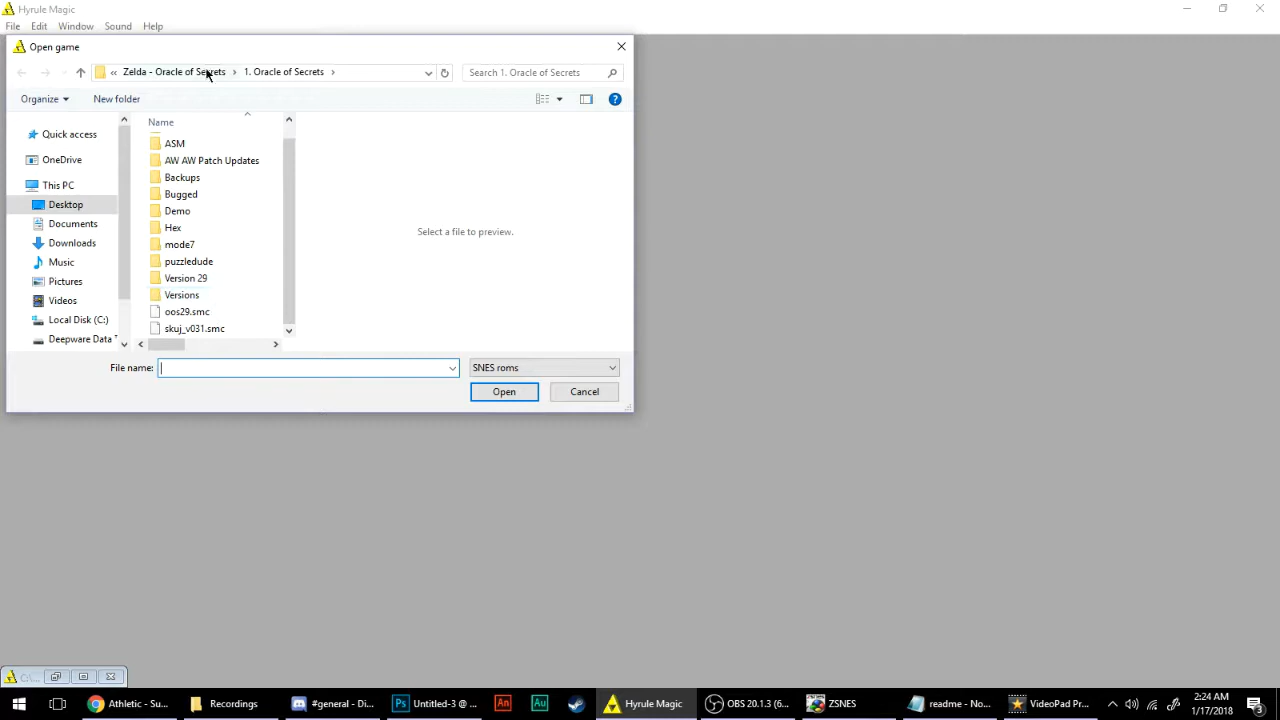 Hyrule Magic
File Edit Window Sound Help
Open game
« Zelda - Oracle of Secrets › 1. Oracle of Secrets ›
Search 1. Oracle of Secrets
Organize
New folder
Name
Quick access
OneDrive
This PC
Desktop
Documents
Downloads
Music
Pictures
Videos
Local Disk (C:)
Deepware Data
ASM
AW AW Patch Updates
Backups
Bugged
Demo
Hex
mode7
puzzledude
Version 29
Versions
oos29.smc
skuj_v031.smc
Select a file to preview.
File name:
SNES roms
Open
Cancel
C:\...
Athletic - Su...
Recordings
#general - Di...
Ps Untitled-3 @ ...
An
Au
Hyrule Magic
OBS 20.1.3 (6...
ZSNES
readme - No...
VideoPad Pr...
2:24 AM
1/17/2018
3